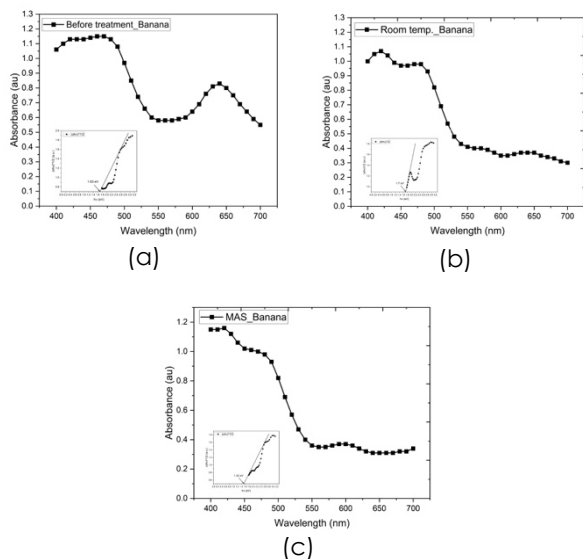 Before treatment_Banana
Absorbance (au)
1.3
1.2
1.1
1.0
0.9
0.8
0.7
0.6
0.5
0.4
0.3
0.2
0.1
0.0
400 450 500 550 600 650 700
Wavelength (nm)
(a)
Room temp._Banana
Absorbance (au)
1.3
1.2
1.1
1.0
0.9
0.8
0.7
0.6
0.5
0.4
0.3
0.2
0.1
0.0
400 450 500 550 600 650 700
Wavelength (nm)
(b)
MAS_Banana
Absorbance (au)
1.2
1.0
0.8
0.6
0.4
0.2
0.0
400 450 500 550 600 650 700
Wavelength (nm)
(c)